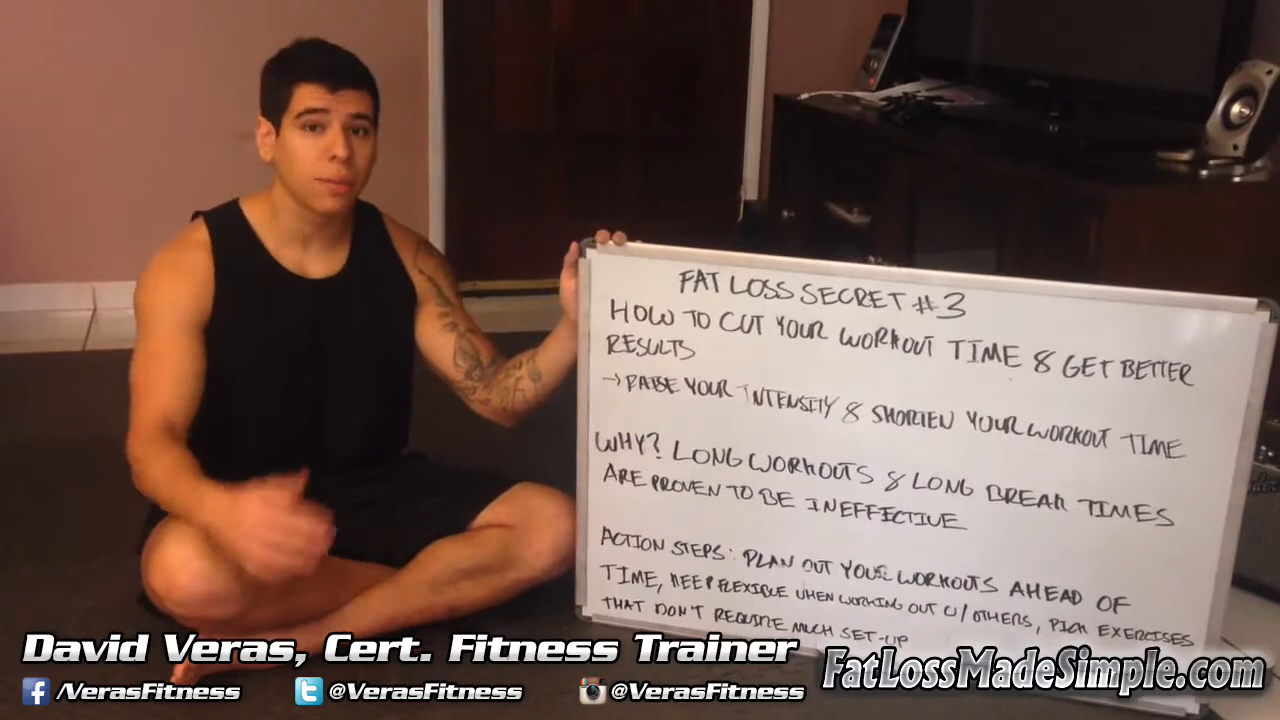 FAT LOSS SECRET #3
HOW TO CUT YOUR WORKOUT TIME & GET BETTER
RESULTS
→ RAISE YOUR INTENSITY & SHORTEN YOUR WORKOUT TIME
WHY? LONG WORKOUTS & LONG BREAK TIMES
ARE PROVEN TO BE INEFFECTIVE
ACTION STEPS: PLAN OUT YOUR WORKOUTS AHEAD OF
TIME, KEEP FLEXIBLE WHEN WORKING OUT W/ OTHERS, PICK EXERCISES
THAT DON'T REQUIRE MUCH SET-UP
David Veras, Cert. Fitness Trainer
FatLossMadeSimple.com
/VerasFitness @VerasFitness @VerasFitness